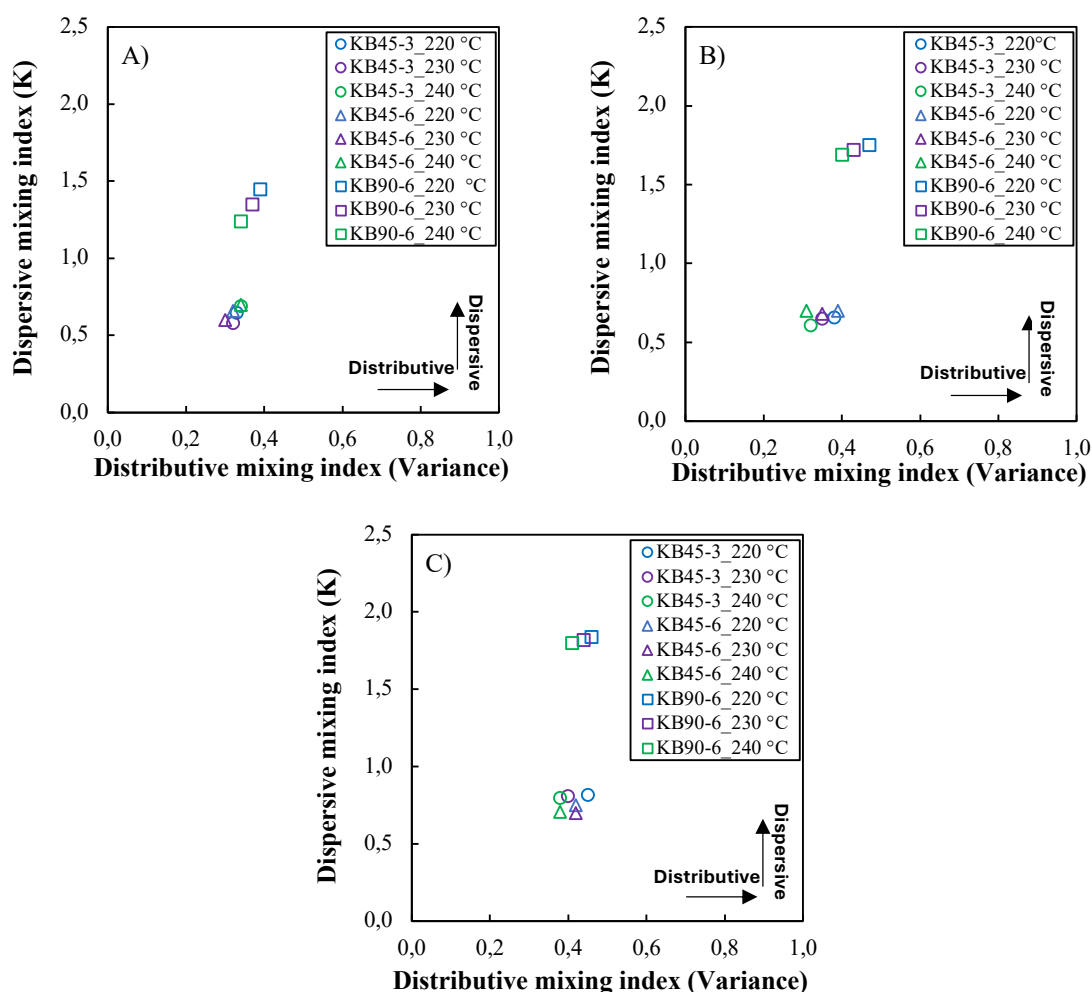 Dispersive mixing index (K)
2,5
2,0
1,5
1,0
0,5
0,0
A)
KB45-3_220 °C
KB45-3_230 °C
KB45-3_240 °C
KB45-6_220 °C
KB45-6_230 °C
KB45-6_240 °C
KB90-6_220 °C
KB90-6_230 °C
KB90-6_240 °C
Distributive
Dispersive
0,0 0,2 0,4 0,6 0,8 1,0
Distributive mixing index (Variance)
Dispersive mixing index (K)
2,5
2,0
1,5
1,0
0,5
0,0
B)
KB45-3_220°C
KB45-3_230 °C
KB45-3_240 °C
KB45-6_220 °C
KB45-6_230 °C
KB45-6_240 °C
KB90-6_220 °C
KB90-6_230 °C
KB90-6_240 °C
Distributive
Dispersive
0,0 0,2 0,4 0,6 0,8 1,0
Distributive mixing index (Variance)
Dispersive mixing index (K)
2,5
2,0
1,5
1,0
0,5
0,0
C)
KB45-3_220 °C
KB45-3_230 °C
KB45-3_240 °C
KB45-6_220 °C
KB45-6_230 °C
KB45-6_240 °C
KB90-6_220 °C
KB90-6_230 °C
KB90-6_240 °C
Distributive
Dispersive
0,0 0,2 0,4 0,6 0,8 1,0
Distributive mixing index (Variance)